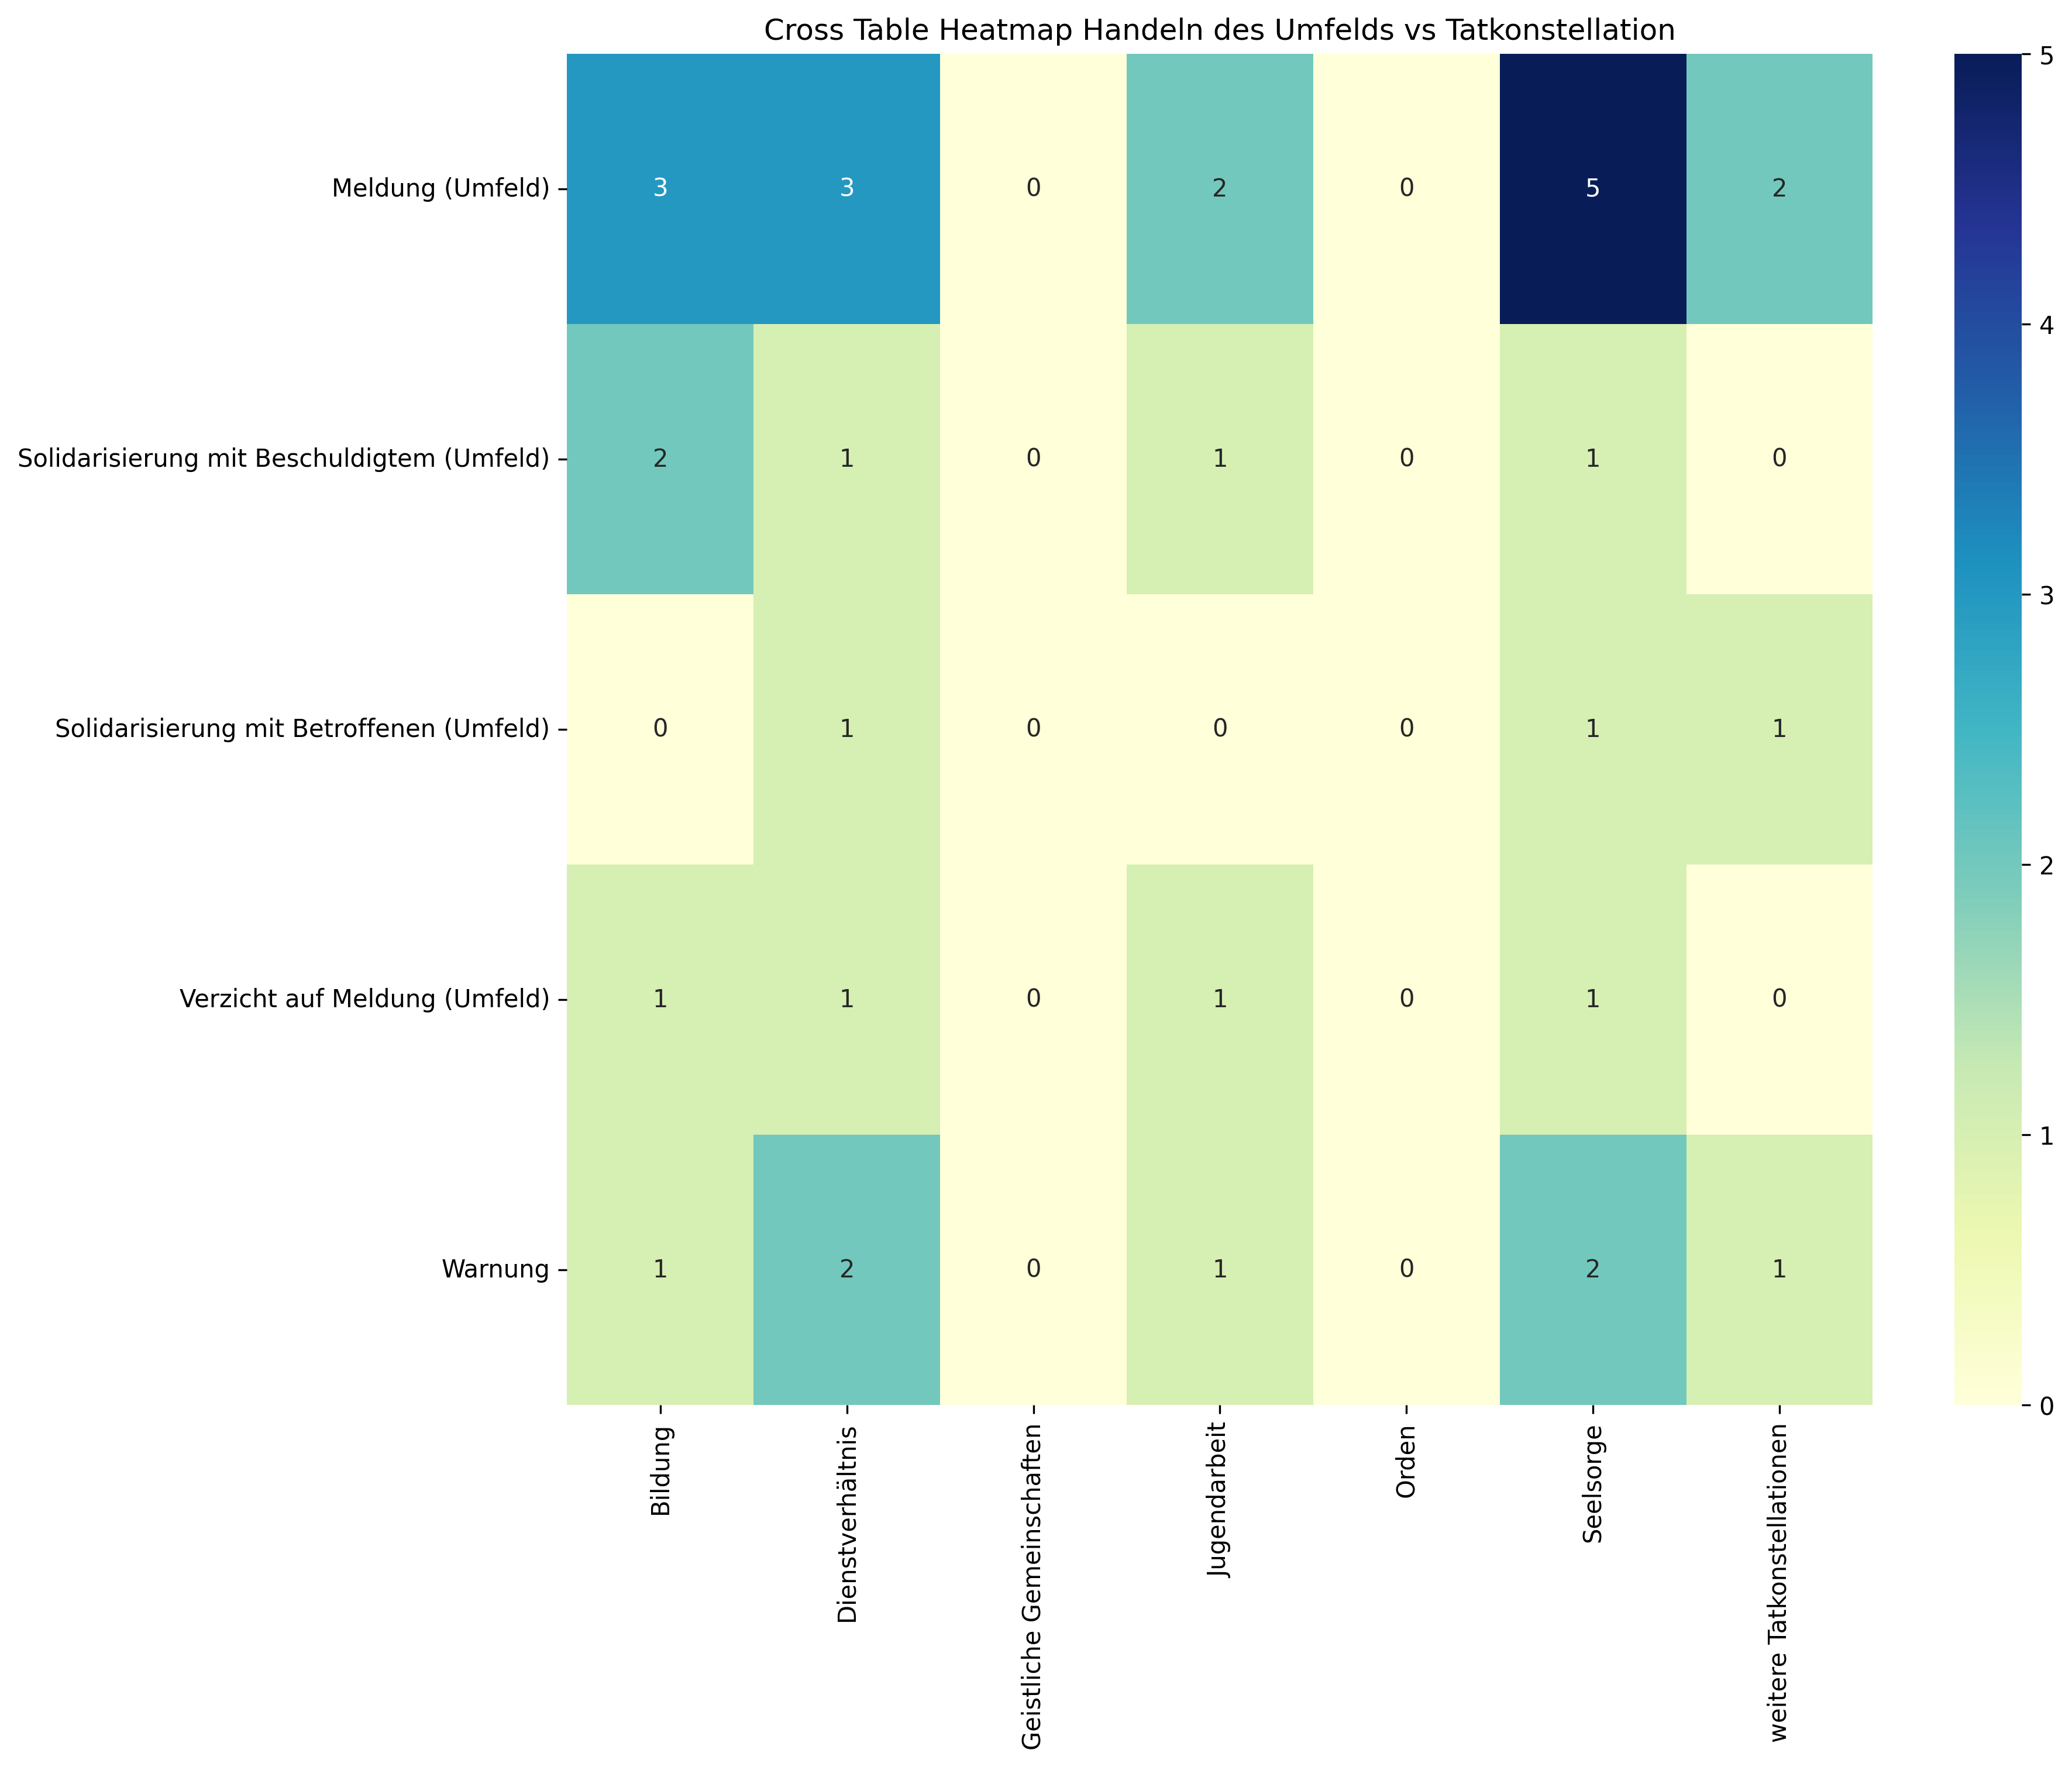 Cross Table Heatmap Handeln des Umfelds vs Tatkonstellation
Meldung (Umfeld) 3 3 0 2 0 5 2
Solidarisierung mit Beschuldigtem (Umfeld) 2 1 0 1 0 1 0
Solidarisierung mit Betroffenen (Umfeld) 0 1 0 0 0 1 1
Verzicht auf Meldung (Umfeld) 1 1 0 1 0 1 0
Warnung 1 2 0 1 0 2 1
Bildung
Dienstverhältnis
Geistliche Gemeinschaften
Jugendarbeit
Orden
Seelsorge
weitere Tatkonstellationen
5
4
3
2
1
0